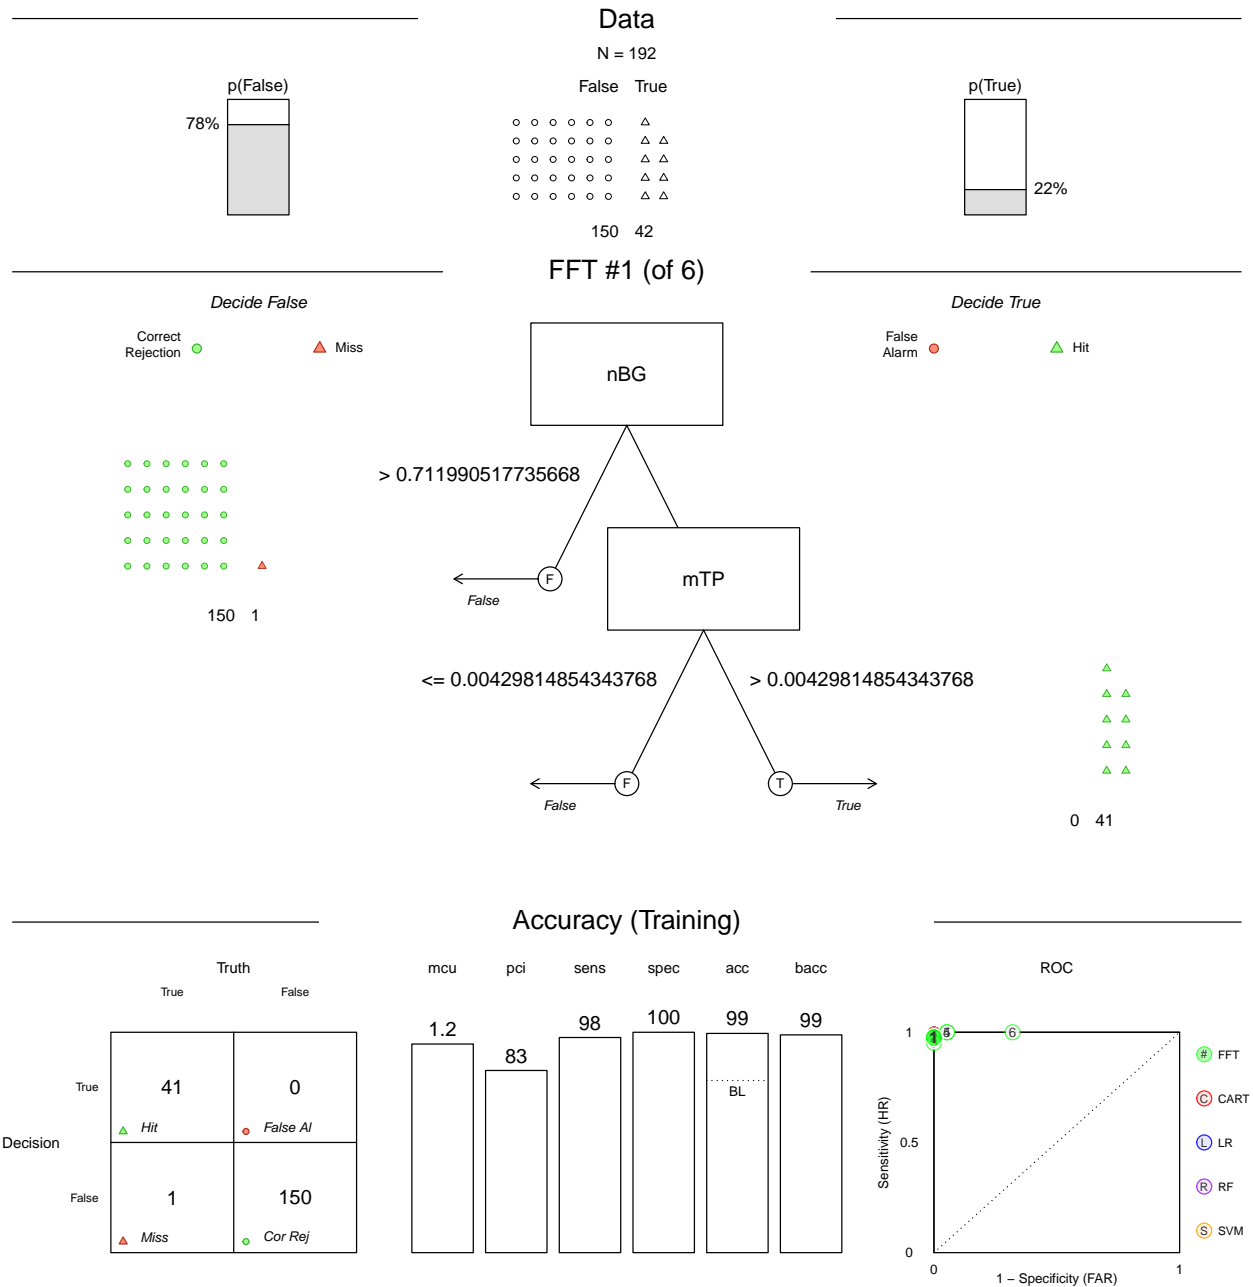 Data
N = 192
p(False)
False True
p(True)
78%
22%
150 42
FFT #1 (of 6)
Decide False
Decide True
Correct
Rejection
Miss
False
Alarm
Hit
nBG
> 0.711990517735668
F
False
mTP
150 1
<= 0.00429814854343768
> 0.00429814854343768
F
False
T
True
0 41
Accuracy (Training)
Truth
True False
Decision
True
41
Hit
0
False Al
False
1
Miss
150
Cor Rej
mcu pci sens spec acc bacc
1.2 83 98 100 99 99
BL
ROC
Sensitivity (HR)
1
0.5
0
0 1
1 − Specificity (FAR)
1
6
# FFT
C CART
L LR
R RF
S SVM